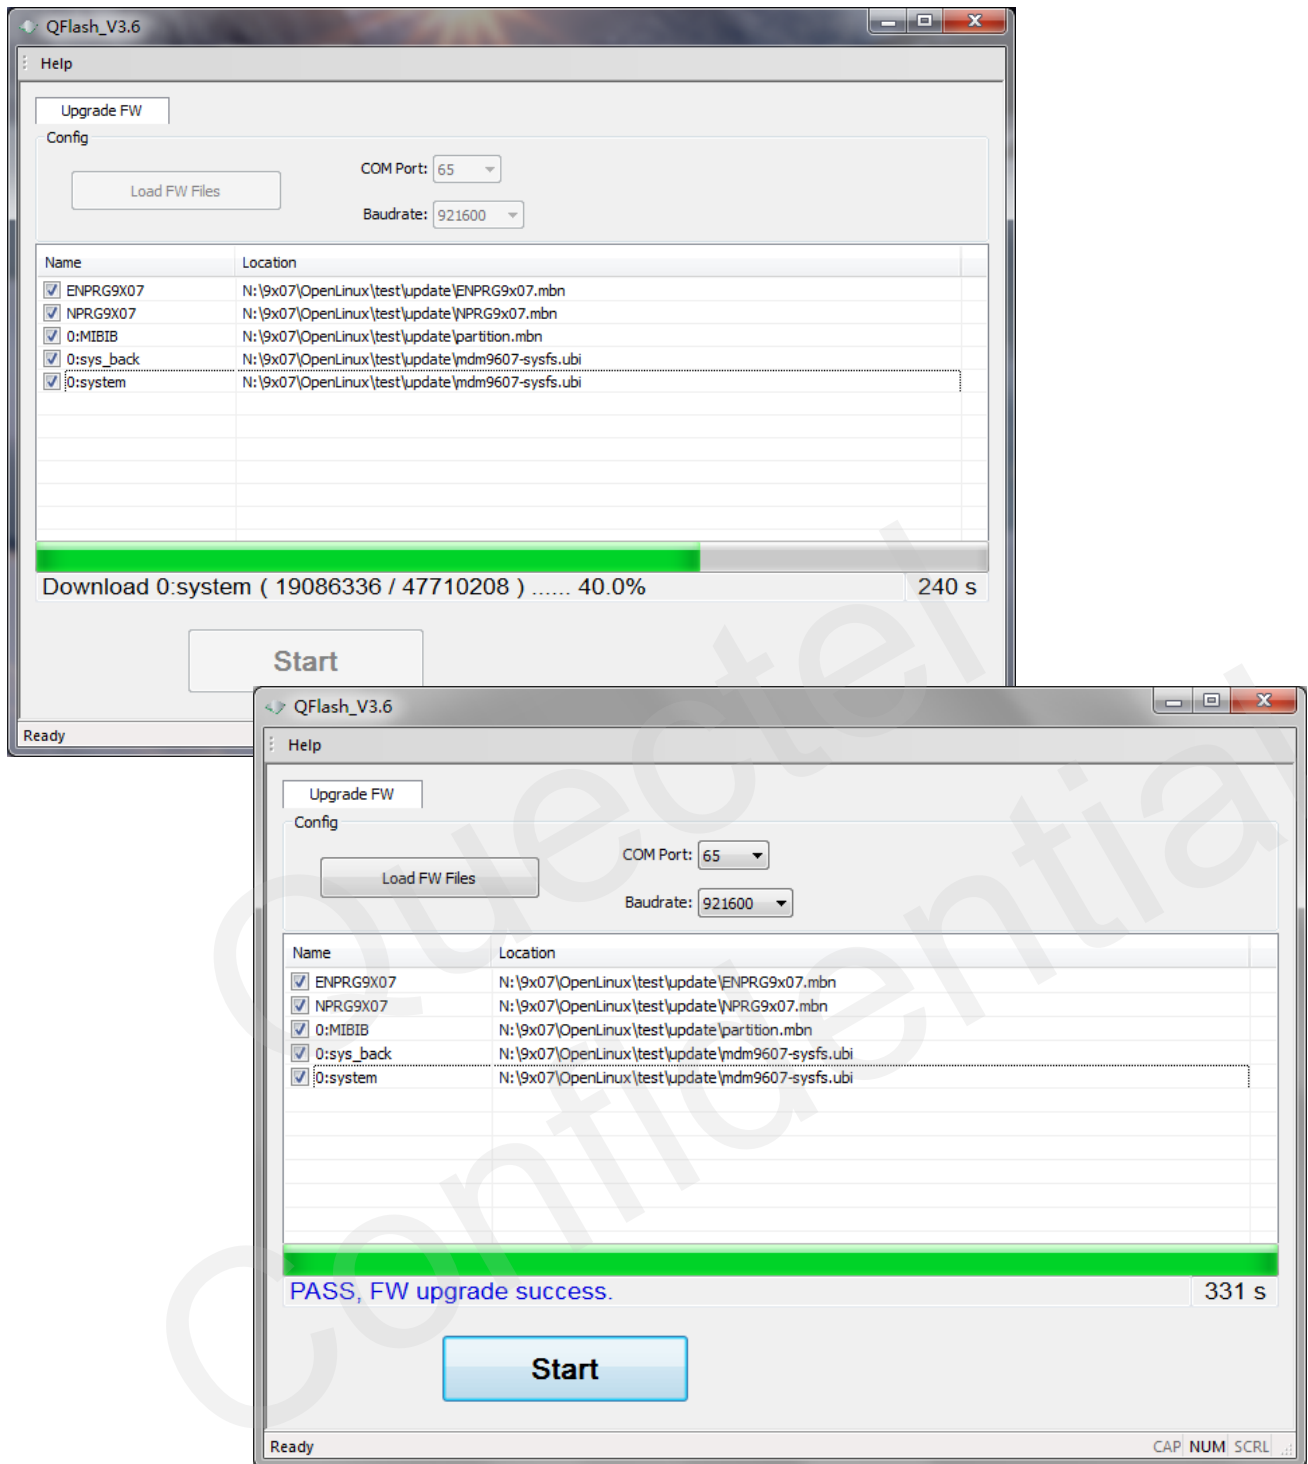 QFlash_V3.6
Help
Upgrade FW
Config
Load FW Files
COM Port: 65
Baudrate: 921600
Name Location
ENPRG9X07 N:\9x07\OpenLinux\test\update\ENPRG9x07.mbn
NPRG9X07 N:\9x07\OpenLinux\test\update\NPRG9x07.mbn
0:MIBIB N:\9x07\OpenLinux\test\update\partition.mbn
0:sys_back N:\9x07\OpenLinux\test\update\mdm9607-sysfs.ubi
0:system N:\9x07\OpenLinux\test\update\mdm9607-sysfs.ubi
Download 0:system ( 19086336 / 47710208 ) ...... 40.0% 240 s
Start
Ready
QFlash_V3.6
Help
Upgrade FW
Config
Load FW Files
COM Port: 65
Baudrate: 921600
Name Location
ENPRG9X07 N:\9x07\OpenLinux\test\update\ENPRG9x07.mbn
NPRG9X07 N:\9x07\OpenLinux\test\update\NPRG9x07.mbn
0:MIBIB N:\9x07\OpenLinux\test\update\partition.mbn
0:sys_back N:\9x07\OpenLinux\test\update\mdm9607-sysfs.ubi
0:system N:\9x07\OpenLinux\test\update\mdm9607-sysfs.ubi
PASS, FW upgrade success. 331 s
Start
Ready CAP NUM SCRL
Quectel
Confidential